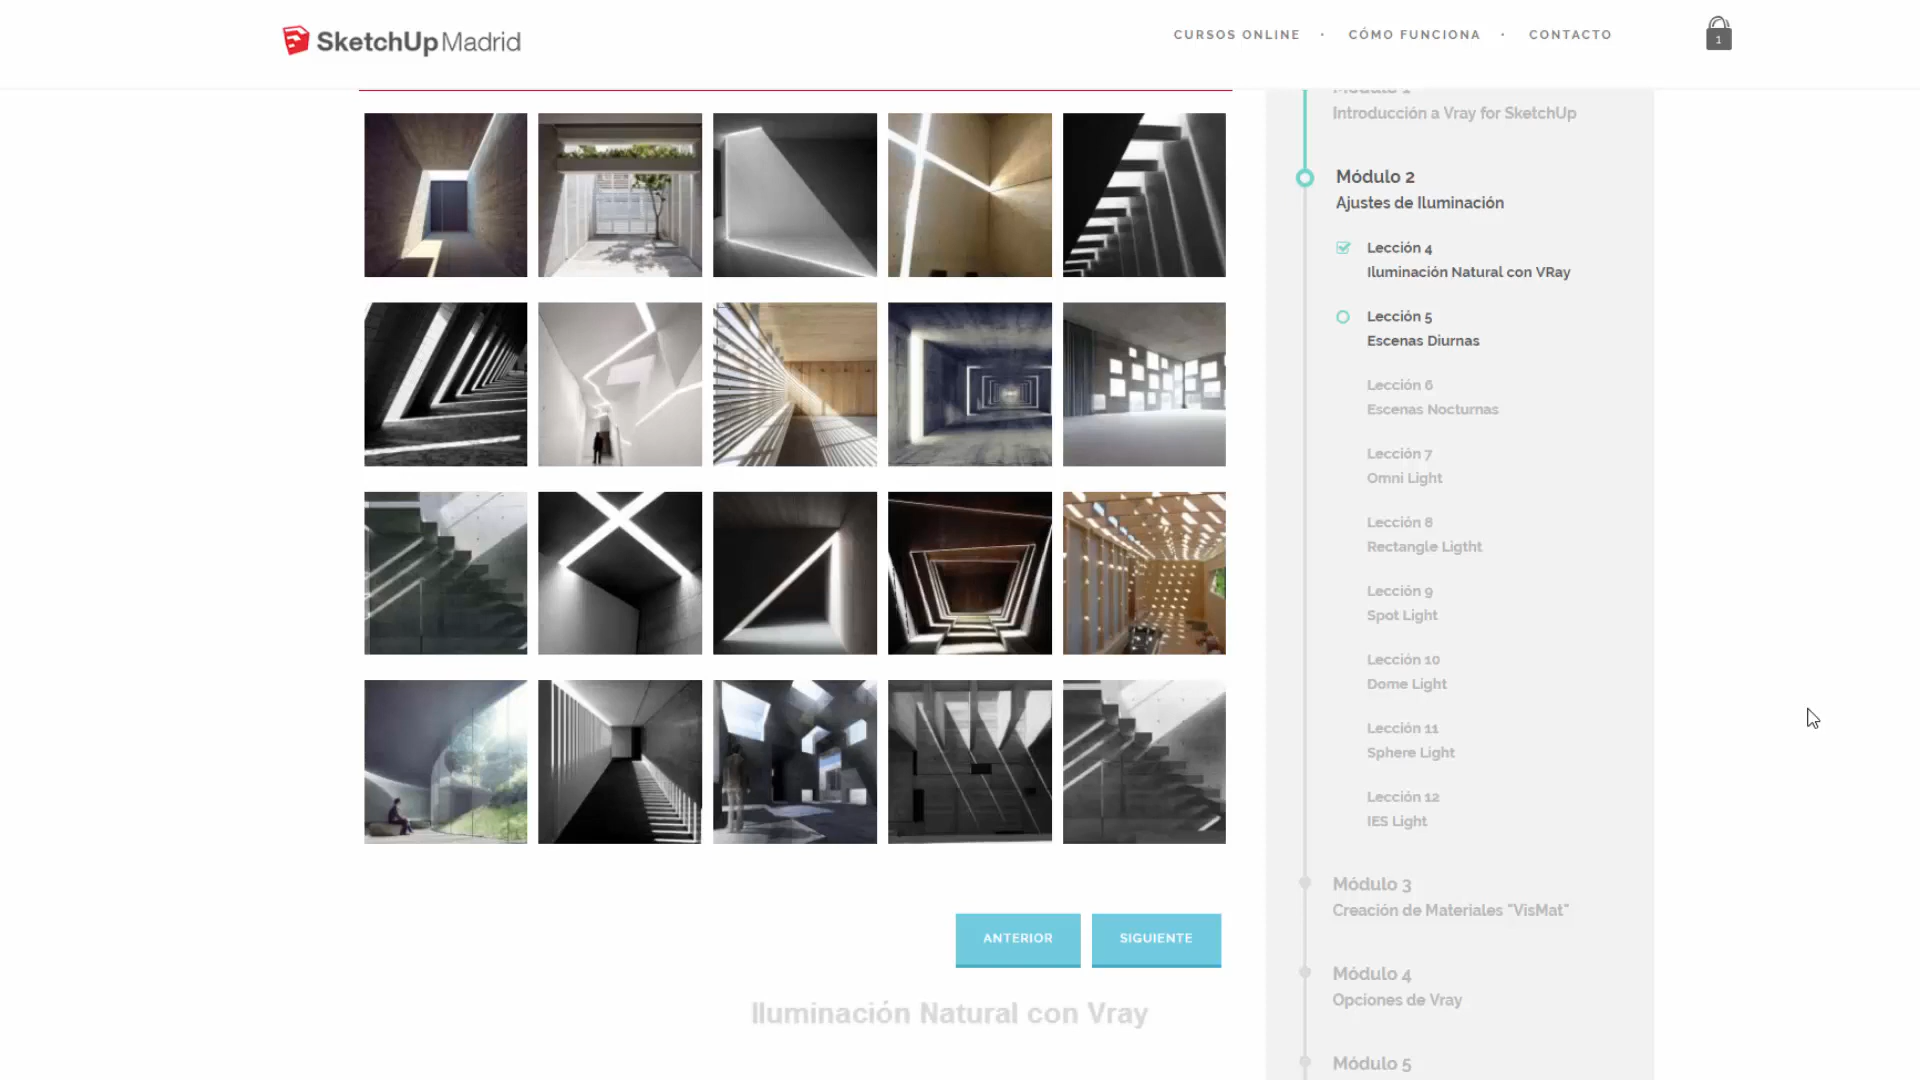 SketchUp Madrid
CURSOS ONLINE · CÓMO FUNCIONA · CONTACTO
1
Módulo 1
Introducción a Vray for SketchUp
Módulo 2
Ajustes de Iluminación
Lección 4
Iluminación Natural con VRay
Lección 5
Escenas Diurnas
Lección 6
Escenas Nocturnas
Lección 7
Omni Light
Lección 8
Rectangle Ligtht
Lección 9
Spot Light
Lección 10
Dome Light
Lección 11
Sphere Light
Lección 12
IES Light
Módulo 3
Creación de Materiales "VisMat"
Módulo 4
Opciones de Vray
Módulo 5
ANTERIOR
SIGUIENTE
Iluminación Natural con Vray